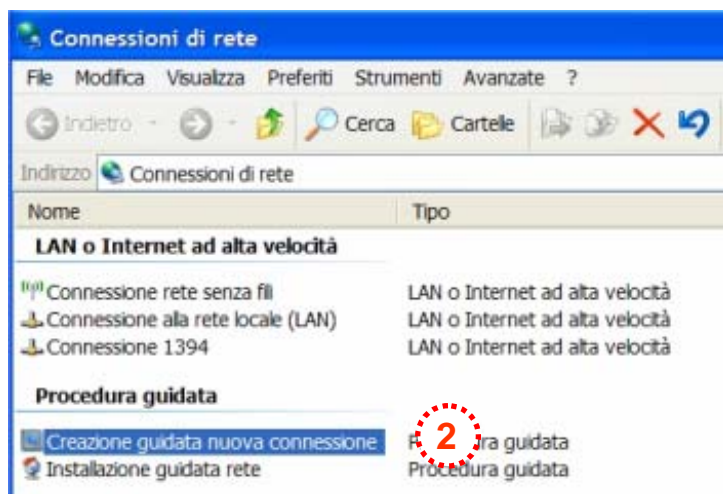 Connessioni di rete
File Modifica Visualizza Preferiti Strumenti Avanzate ?
Indietro Cerca Cartelle
Indirizzo Connessioni di rete
Nome Tipo
LAN o Internet ad alta velocità
Connessione rete senza fili LAN o Internet ad alta velocità
Connessione alla rete locale (LAN) LAN o Internet ad alta velocità
Connessione 1394 LAN o Internet ad alta velocità
Procedura guidata
Creazione guidata nuova connessione 2 guidata
Installazione guidata rete Procedura guidata